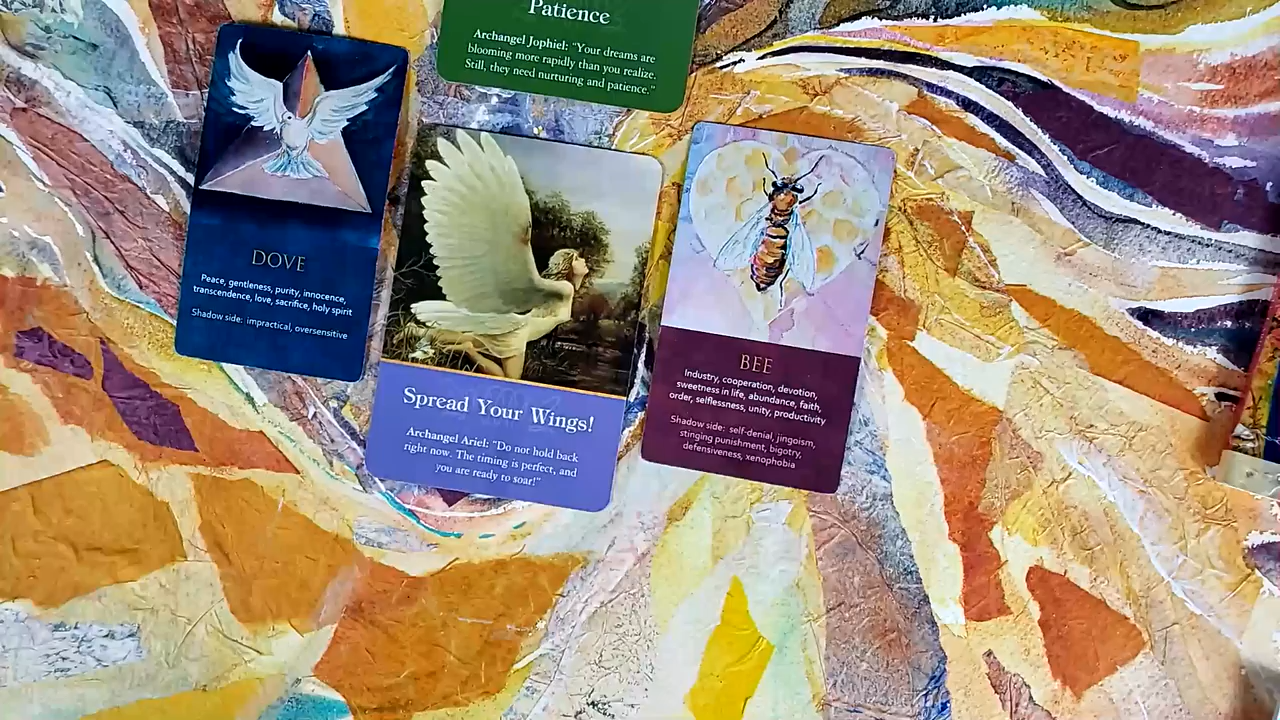 Patience
Archangel Jophiel: "Your dreams are
blooming more rapidly than you realize.
Still, they need nurturing and patience."
DOVE
Peace, gentleness, purity, innocence,
transcendence, love, sacrifice, holy spirit
Shadow side: impractical, oversensitive
Spread Your Wings!
Archangel Ariel: "Do not hold back
right now. The timing is perfect, and
you are ready to soar!"
BEE
Industry, cooperation, devotion,
sweetness in life, abundance, faith,
order, selflessness, unity, productivity
Shadow side: self-denial, jingoism,
stinging punishment, bigotry,
defensiveness, xenophobia